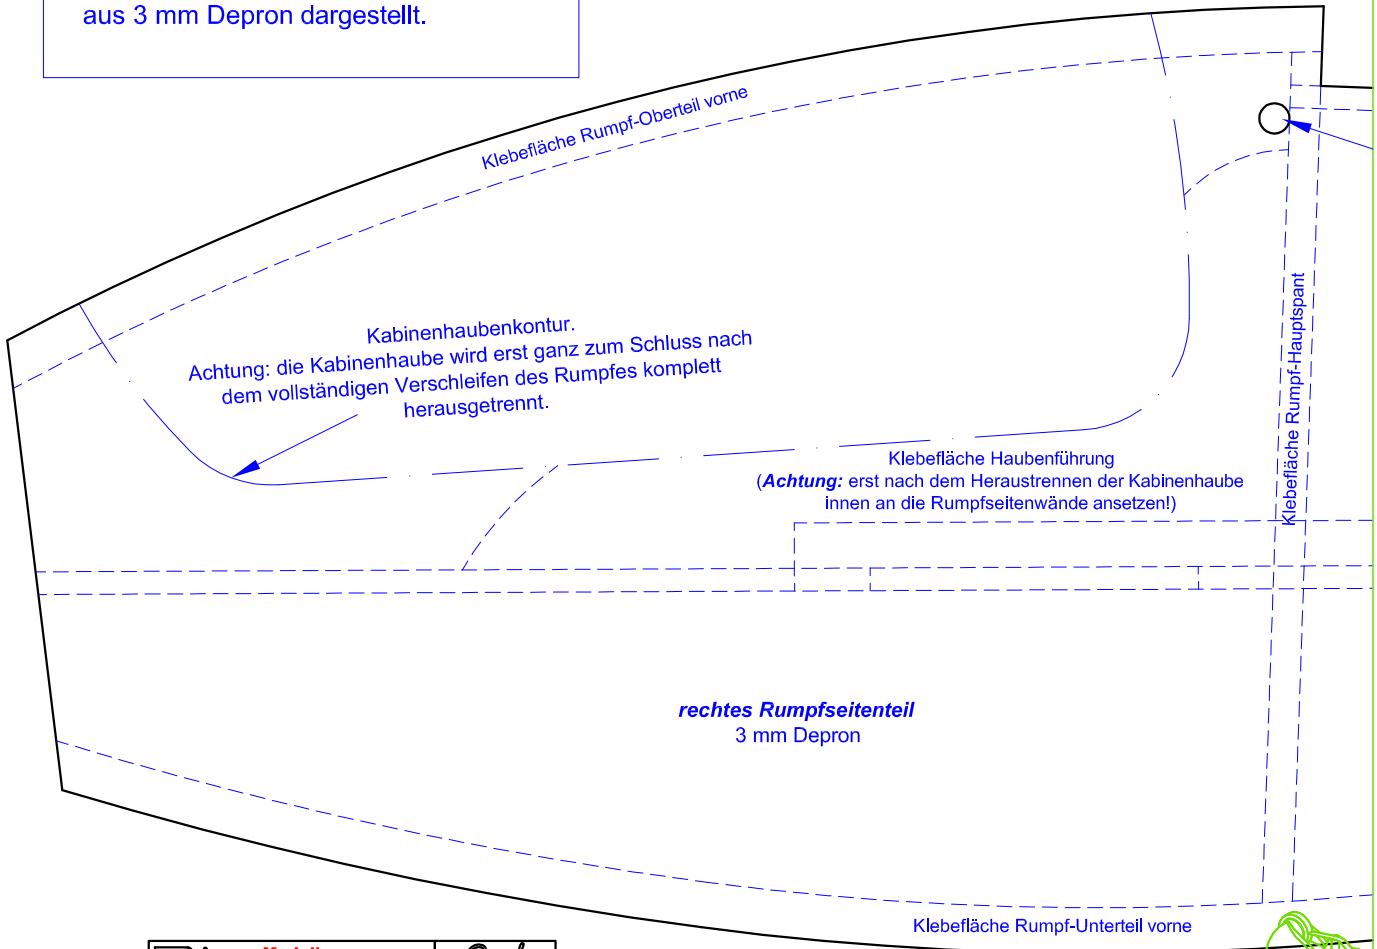 aus 3 mm Depron dargestellt.
Klebefläche Rumpf-Oberteil vorne
Kabinenhaubenkontur.
Achtung: die Kabinenhaube wird erst ganz zum Schluss nach
dem vollständigen Verschleifen des Rumpfes komplett
herausgetrennt.
Klebefläche Rumpf-Hauptspant
Klebefläche Haubenführung
(Achtung: erst nach dem Heraustrennen der Kabinenhaube
innen an die Rumpfseitenwände ansetzen!)
rechtes Rumpfseitenteil
3 mm Depron
Klebefläche Rumpf-Unterteil vorne